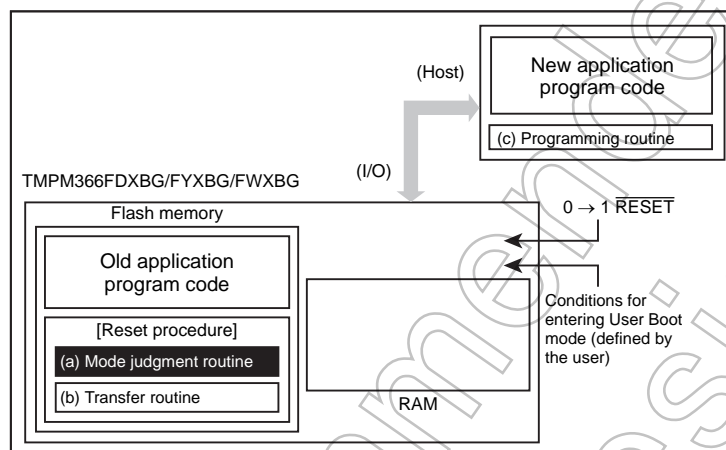 (Host)
New application
program code
(c) Programming routine
(I/O)
TMPM366FDXBG/FYXBG/FWXBG
Flash memory
0 → 1 RESET
Old application
program code
[Reset procedure]
(a) Mode judgment routine
(b) Transfer routine
RAM
Conditions for
entering User Boot
mode (defined by
the user)